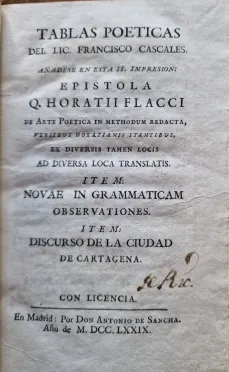 TABLAS POETICAS
DEL LIC. FRANCISCO CASCALES.
AÑADESE EN ESTA II. IMPRESION:
EPISTOLA
Q. HORATII FLACCI
DE ARTE POETICA IN METHODUM REDACTA,
VERSIBUS HORATIANIS STANTIBUS,
EX DIVERSIS TAMEN LOCIS
AD DIVERSA LOCA TRANSLATIS.
ITEM:
NOVAE IN GRAMMATICAM
OBSERVATIONES.
ITEM:
DISCURSO DE LA CIUDAD
DE CARTAGENA.
CON LICENCIA.
En Madrid: Por DON ANTONIO DE SANCHA.
Año de M. DCC. LXXIX.